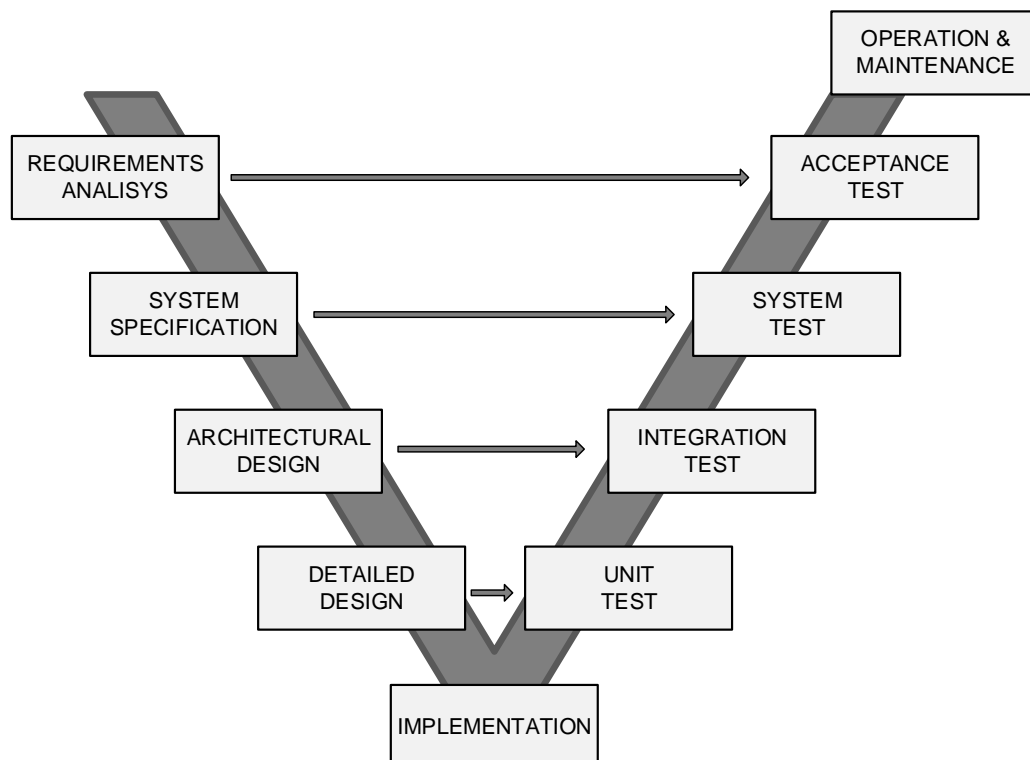 OPERATION &
MAINTENANCE
REQUIREMENTS
ANALISYS
ACCEPTANCE
TEST
SYSTEM
SPECIFICATION
SYSTEM
TEST
ARCHITECTURAL
DESIGN
INTEGRATION
TEST
DETAILED
DESIGN
UNIT
TEST
IMPLEMENTATION